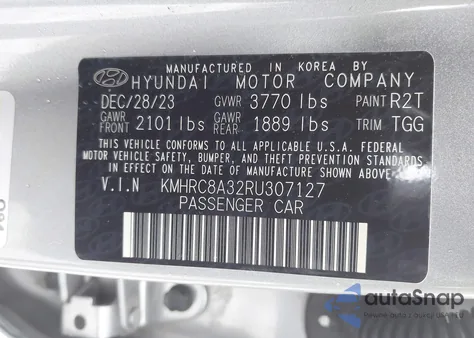 MANUFACTURED IN KOREA BY
HYUNDAI MOTOR COMPANY
DEC/28/23 GVWR 3770 lbs PAINT R2T
GAWR FRONT 2101 lbs GAWR REAR 1889 lbs TRIM TGG
THIS VEHICLE CONFORMS TO ALL APPLICABLE U.S. FEDERAL
MOTOR VEHICLE SAFETY, BUMPER, AND THEFT PREVENTION
STANDARDS IN EFFECT ON THE DATE OF MANUFACTURE SHOWN ABOVE.
V.I.N KMHRC8A32RU307127
PASSENGER CAR
autoSnap